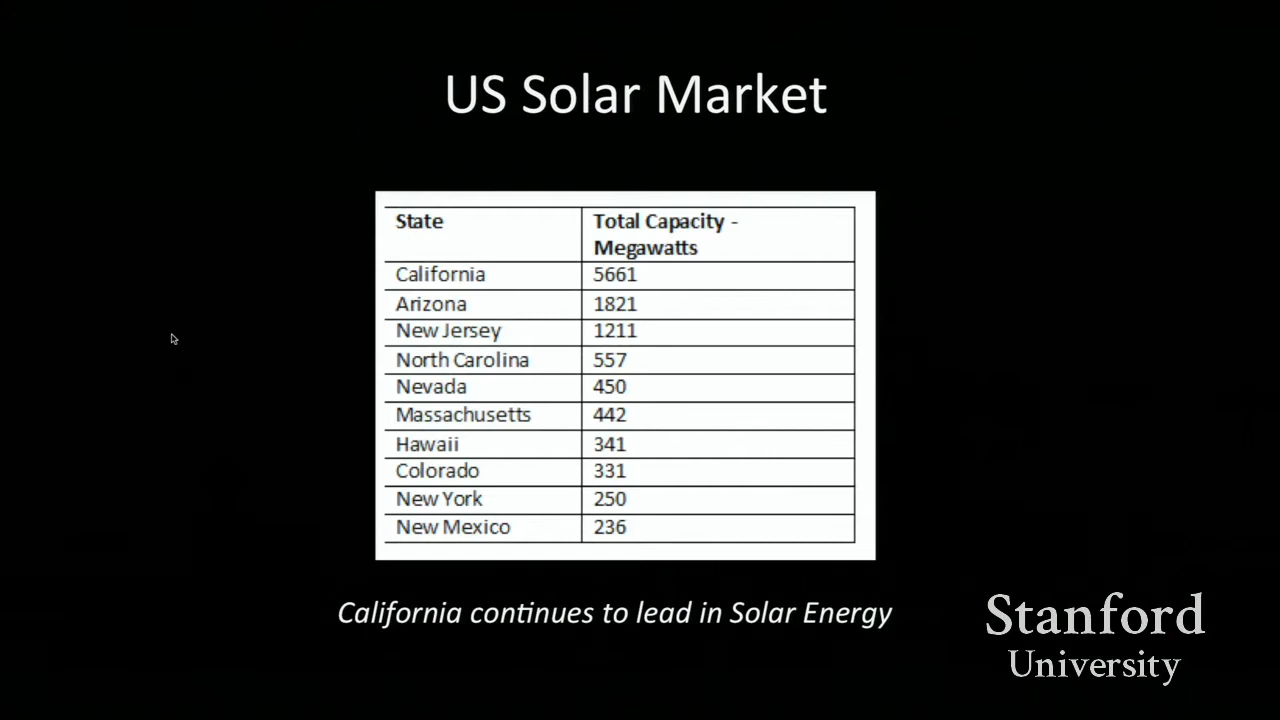 US Solar Market
State Total Capacity -
Megawatts
California 5661
Arizona 1821
New Jersey 1211
North Carolina 557
Nevada 450
Massachusetts 442
Hawaii 341
Colorado 331
New York 250
New Mexico 236
California continues to lead in Solar Energy
Stanford
University